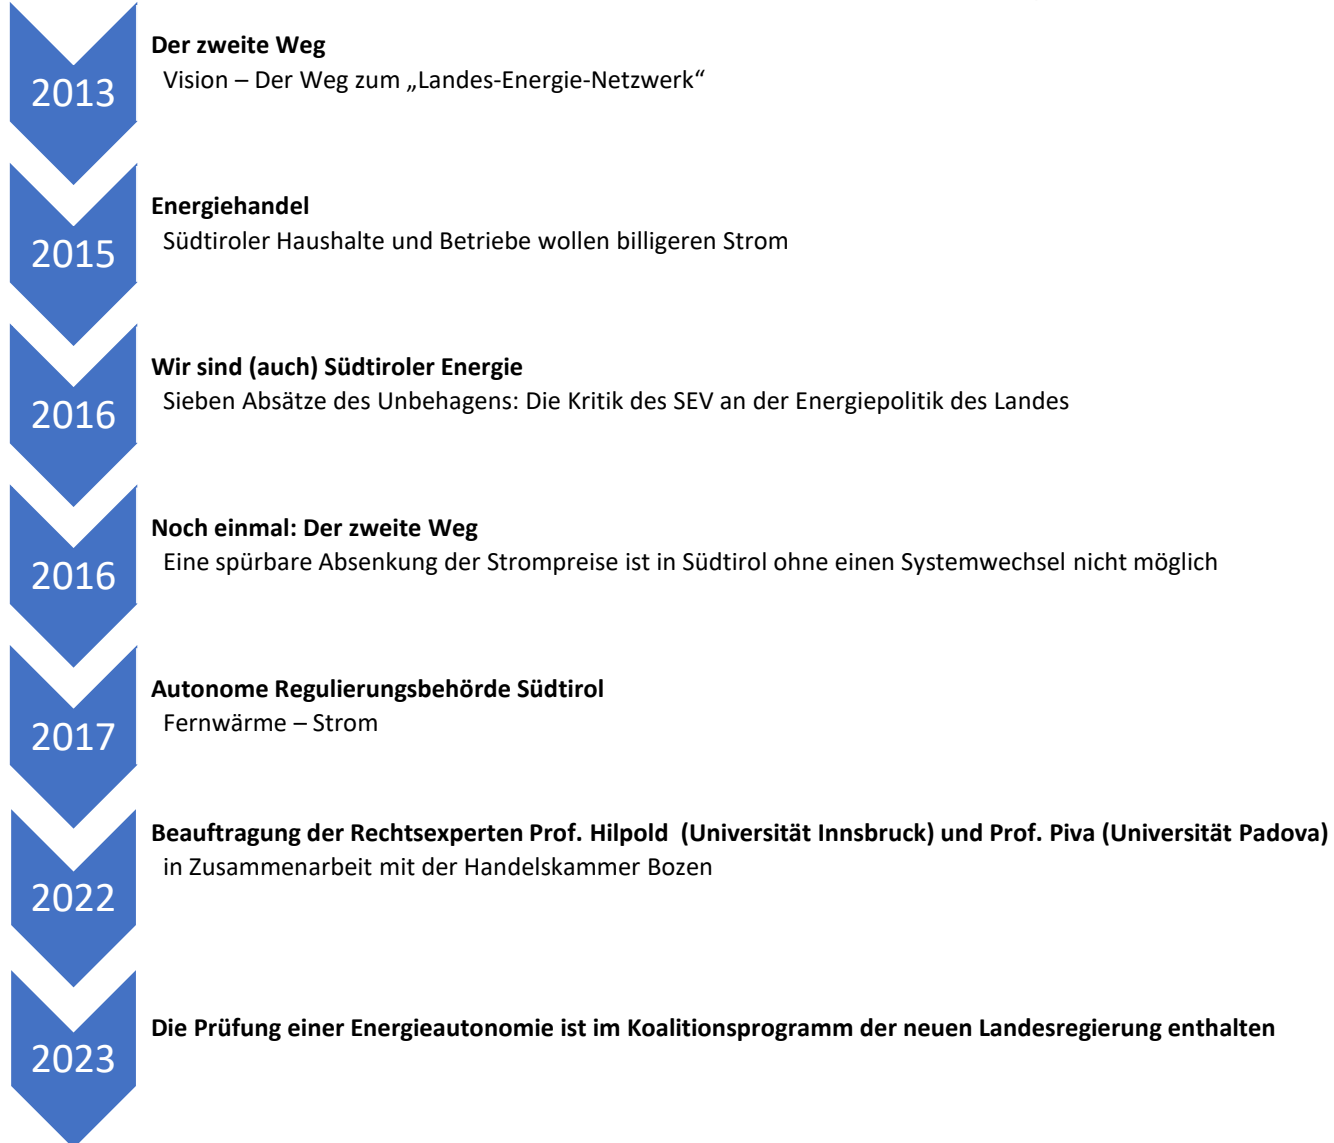 2013
Der zweite Weg
Vision – Der Weg zum „Landes-Energie-Netzwerk“
2015
Energiehandel
Südtiroler Haushalte und Betriebe wollen billigeren Strom
2016
Wir sind (auch) Südtiroler Energie
Sieben Absätze des Unbehagens: Die Kritik des SEV an der Energiepolitik des Landes
2016
Noch einmal: Der zweite Weg
Eine spürbare Absenkung der Strompreise ist in Südtirol ohne einen Systemwechsel nicht möglich
2017
Autonome Regulierungsbehörde Südtirol
Fernwärme – Strom
2022
Beauftragung der Rechtsexperten Prof. Hilpold (Universität Innsbruck) und Prof. Piva (Universität Padova)
in Zusammenarbeit mit der Handelskammer Bozen
2023
Die Prüfung einer Energieautonomie ist im Koalitionsprogramm der neuen Landesregierung enthalten